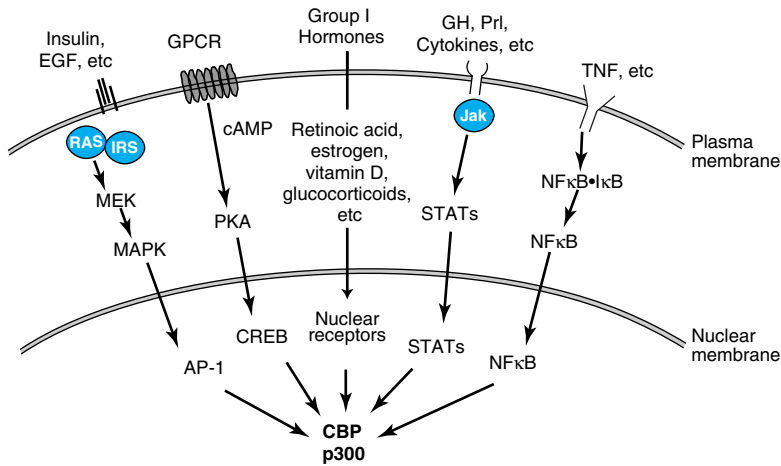 Insulin,
EGF, etc
GPCR
Group I
Hormones
GH, Prl,
Cytokines, etc
TNF, etc
RAS
IRS
cAMP
Retinoic acid,
estrogen,
vitamin D,
glucocorticoids,
etc
Jak
Plasma
membrane
MEK
MAPK
PKA
STATs
NFκB•IκB
NFκB
CREB
Nuclear
receptors
STATs
Nuclear
membrane
AP-1
NFκB
CBP
p300